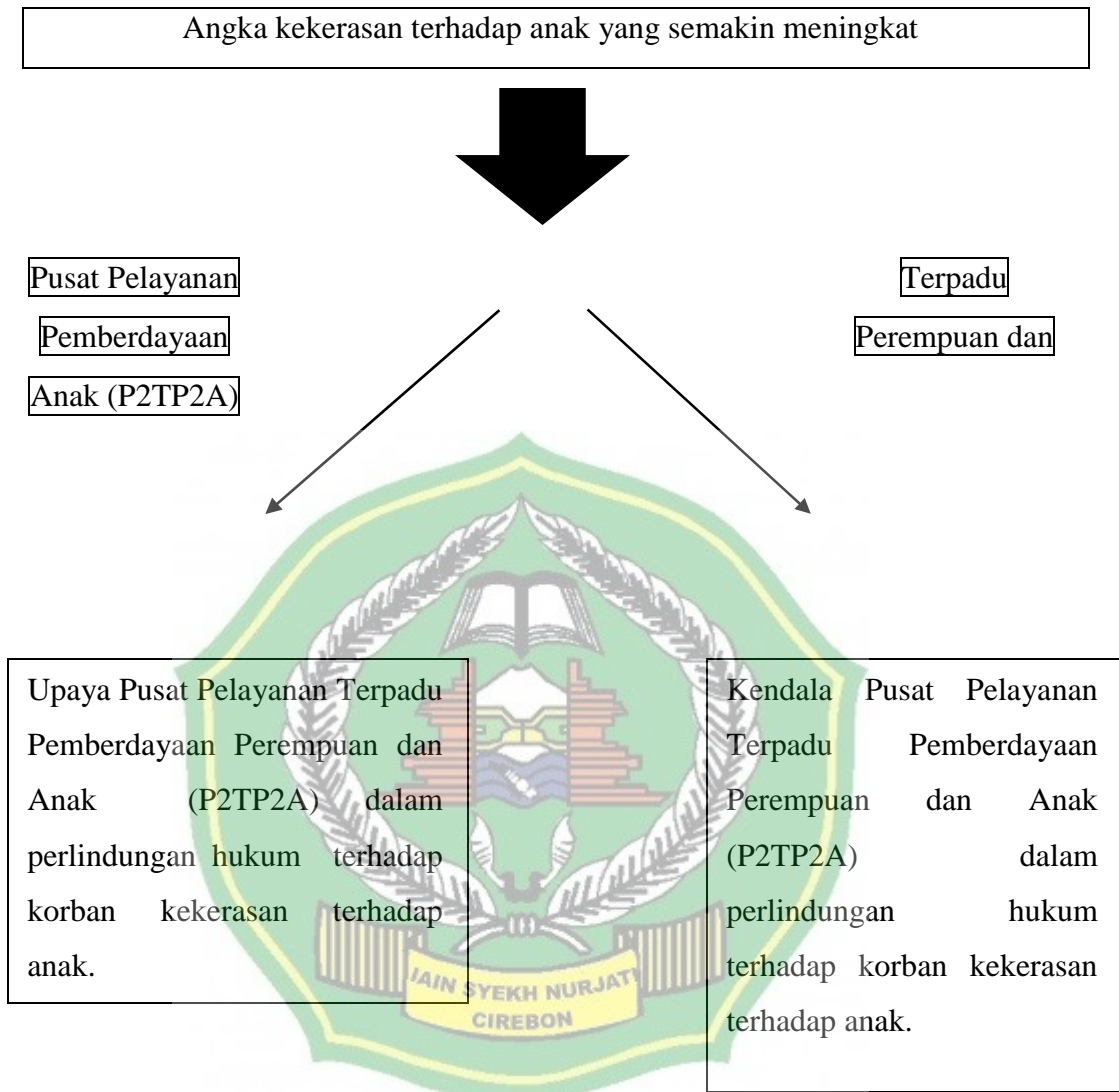 Angka kekerasan terhadap anak yang semakin meningkat
Pusat Pelayanan Terpadu
Pemberdayaan Perempuan dan
Anak (P2TP2A)
Upaya Pusat Pelayanan Terpadu
Pemberdayaan Perempuan dan
Anak (P2TP2A) dalam
perlindungan hukum terhadap
korban kekerasan terhadap
anak.
Kendala Pusat Pelayanan
Terpadu Pemberdayaan
Perempuan dan Anak
(P2TP2A) dalam
perlindungan hukum
terhadap korban kekerasan
terhadap anak.
IAIN SYEKH NURJATI
CIREBON